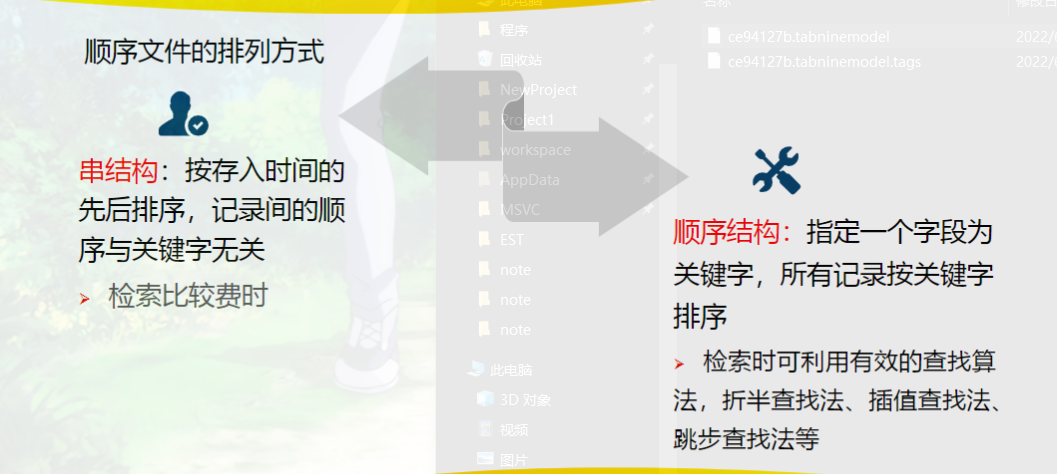 顺序文件的排列方式
串结构：按存入时间的
先后排序，记录间的顺
序与关键字无关
检索比较费时
此电脑
程序
回收站
NewProject
Project1
workspace
AppData
MSVC
EST
note
note
note
此电脑
3D 对象
视频
图片
名称
ce94127b.tabninemodel
2022/
ce94127b.tabninemodel.tags
2022/
顺序结构：指定一个字段为
关键字，所有记录按关键字
排序
检索时可利用有效的查找算
法，折半查找法、插值查找法、
跳步查找法等